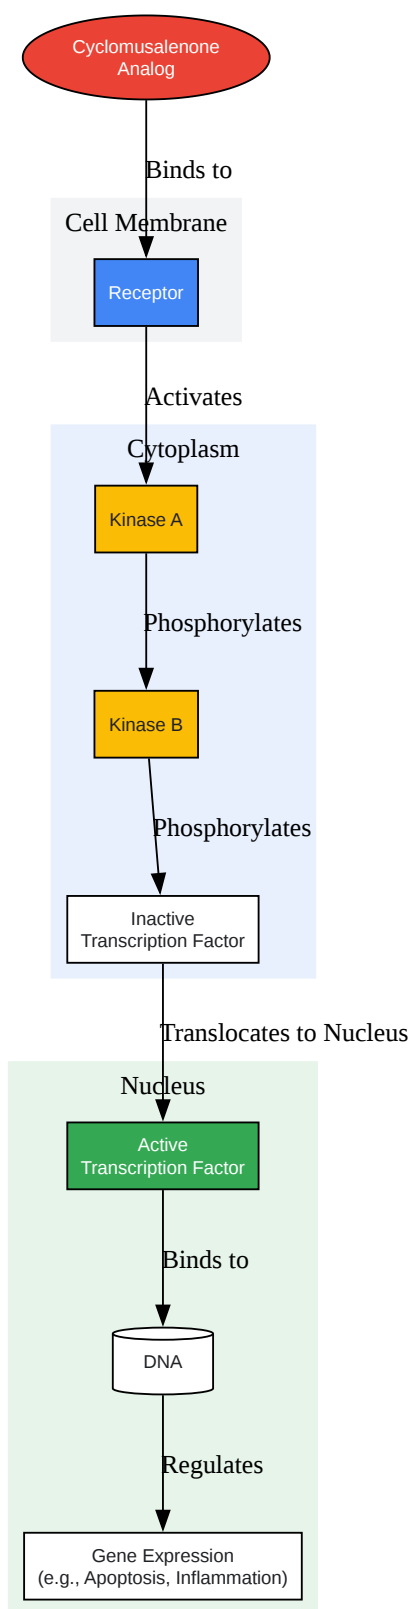 Cyclomusalenone
Analog
Binds to
Cell Membrane
Receptor
Activates
Cytoplasm
Kinase A
Phosphorylates
Kinase B
Phosphorylates
Inactive
Transcription Factor
Translocates to Nucleus
Nucleus
Active
Transcription Factor
Binds to
DNA
Regulates
Gene Expression
(e.g., Apoptosis, Inflammation)